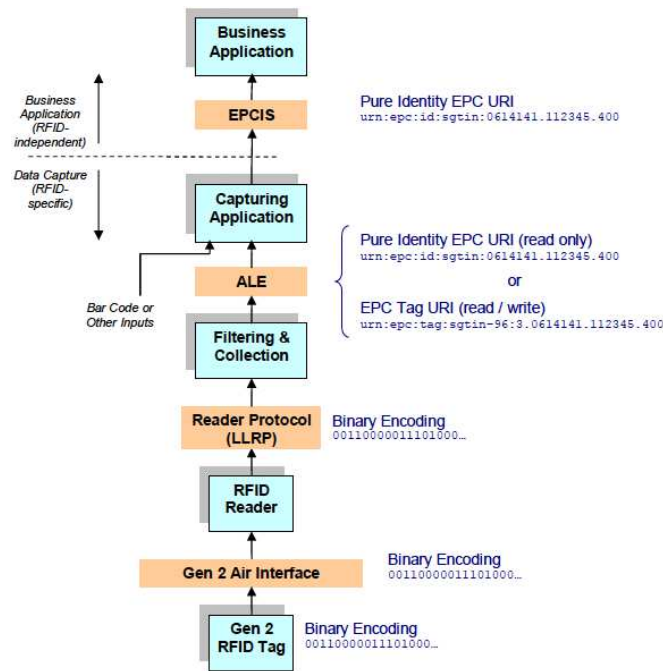 Business
Application
Business
Application
(RFID-
independent)
EPCIS
Pure Identity EPC URI
urn:epc:id:sgtin:0614141.112345.400
Data Capture
(RFID-
specific)
Capturing
Application
Pure Identity EPC URI (read only)
urn:epc:id:sgtin:0614141.112345.400
or
ALE
Bar Code or
Other Inputs
EPC Tag URI (read / write)
urn:epc:tag:sgtin-96:3.0614141.112345.400
Filtering &
Collection
Reader Protocol
(LLRP)
Binary Encoding
00110000011101000…
RFID
Reader
Gen 2 Air Interface
Binary Encoding
00110000011101000…
Gen 2
RFID Tag
Binary Encoding
00110000011101000…